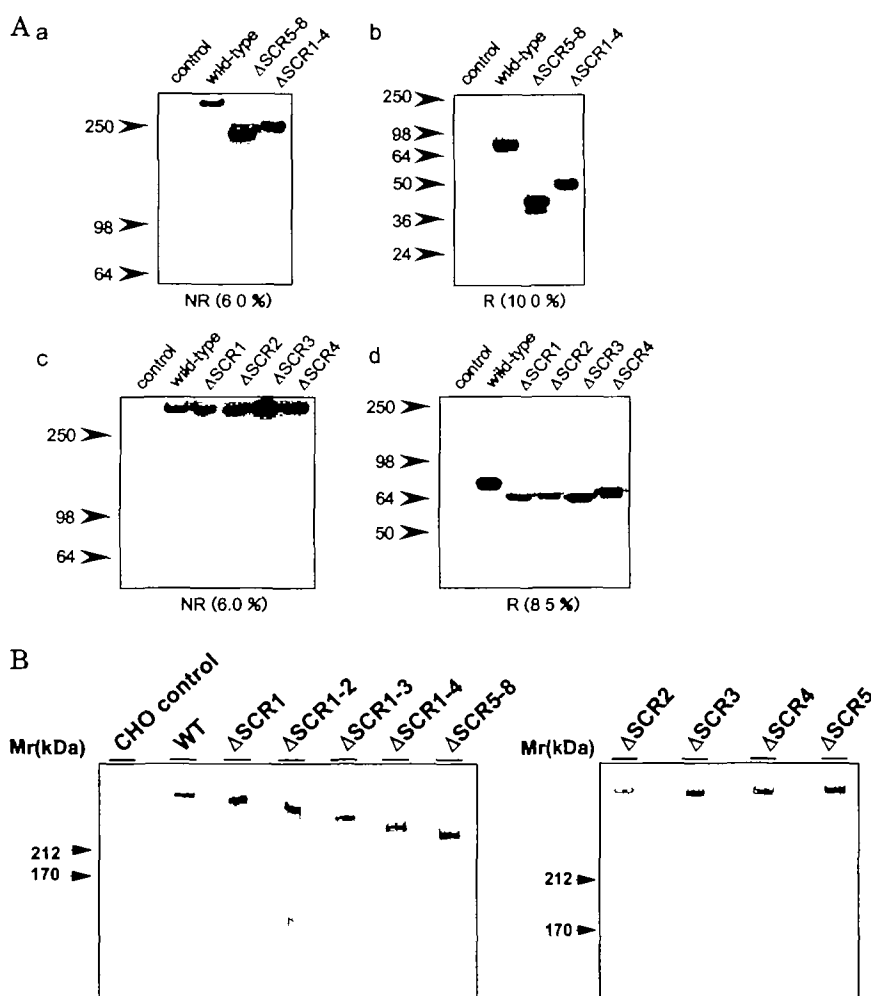 A a
control wild-type ΔSCR5-8 ΔSCR1-4
250
98
64
NR (6 0 %)
b
control wild-type ΔSCR5-8 ΔSCR1-4
250
98
64
50
36
24
R (10 0 %)
c
control wild-type ΔSCR1 ΔSCR2 ΔSCR3 ΔSCR4
250
98
64
NR (6.0 %)
d
control wild-type ΔSCR1 ΔSCR2 ΔSCR3 ΔSCR4
250
98
64
50
R (8 5 %)
B
Mr(kDa) CHO control WT ΔSCR1 ΔSCR1-2 ΔSCR1-3 ΔSCR1-4 ΔSCR5-8
212
170
Mr(kDa) ΔSCR2 ΔSCR3 ΔSCR4 ΔSCR5
212
170